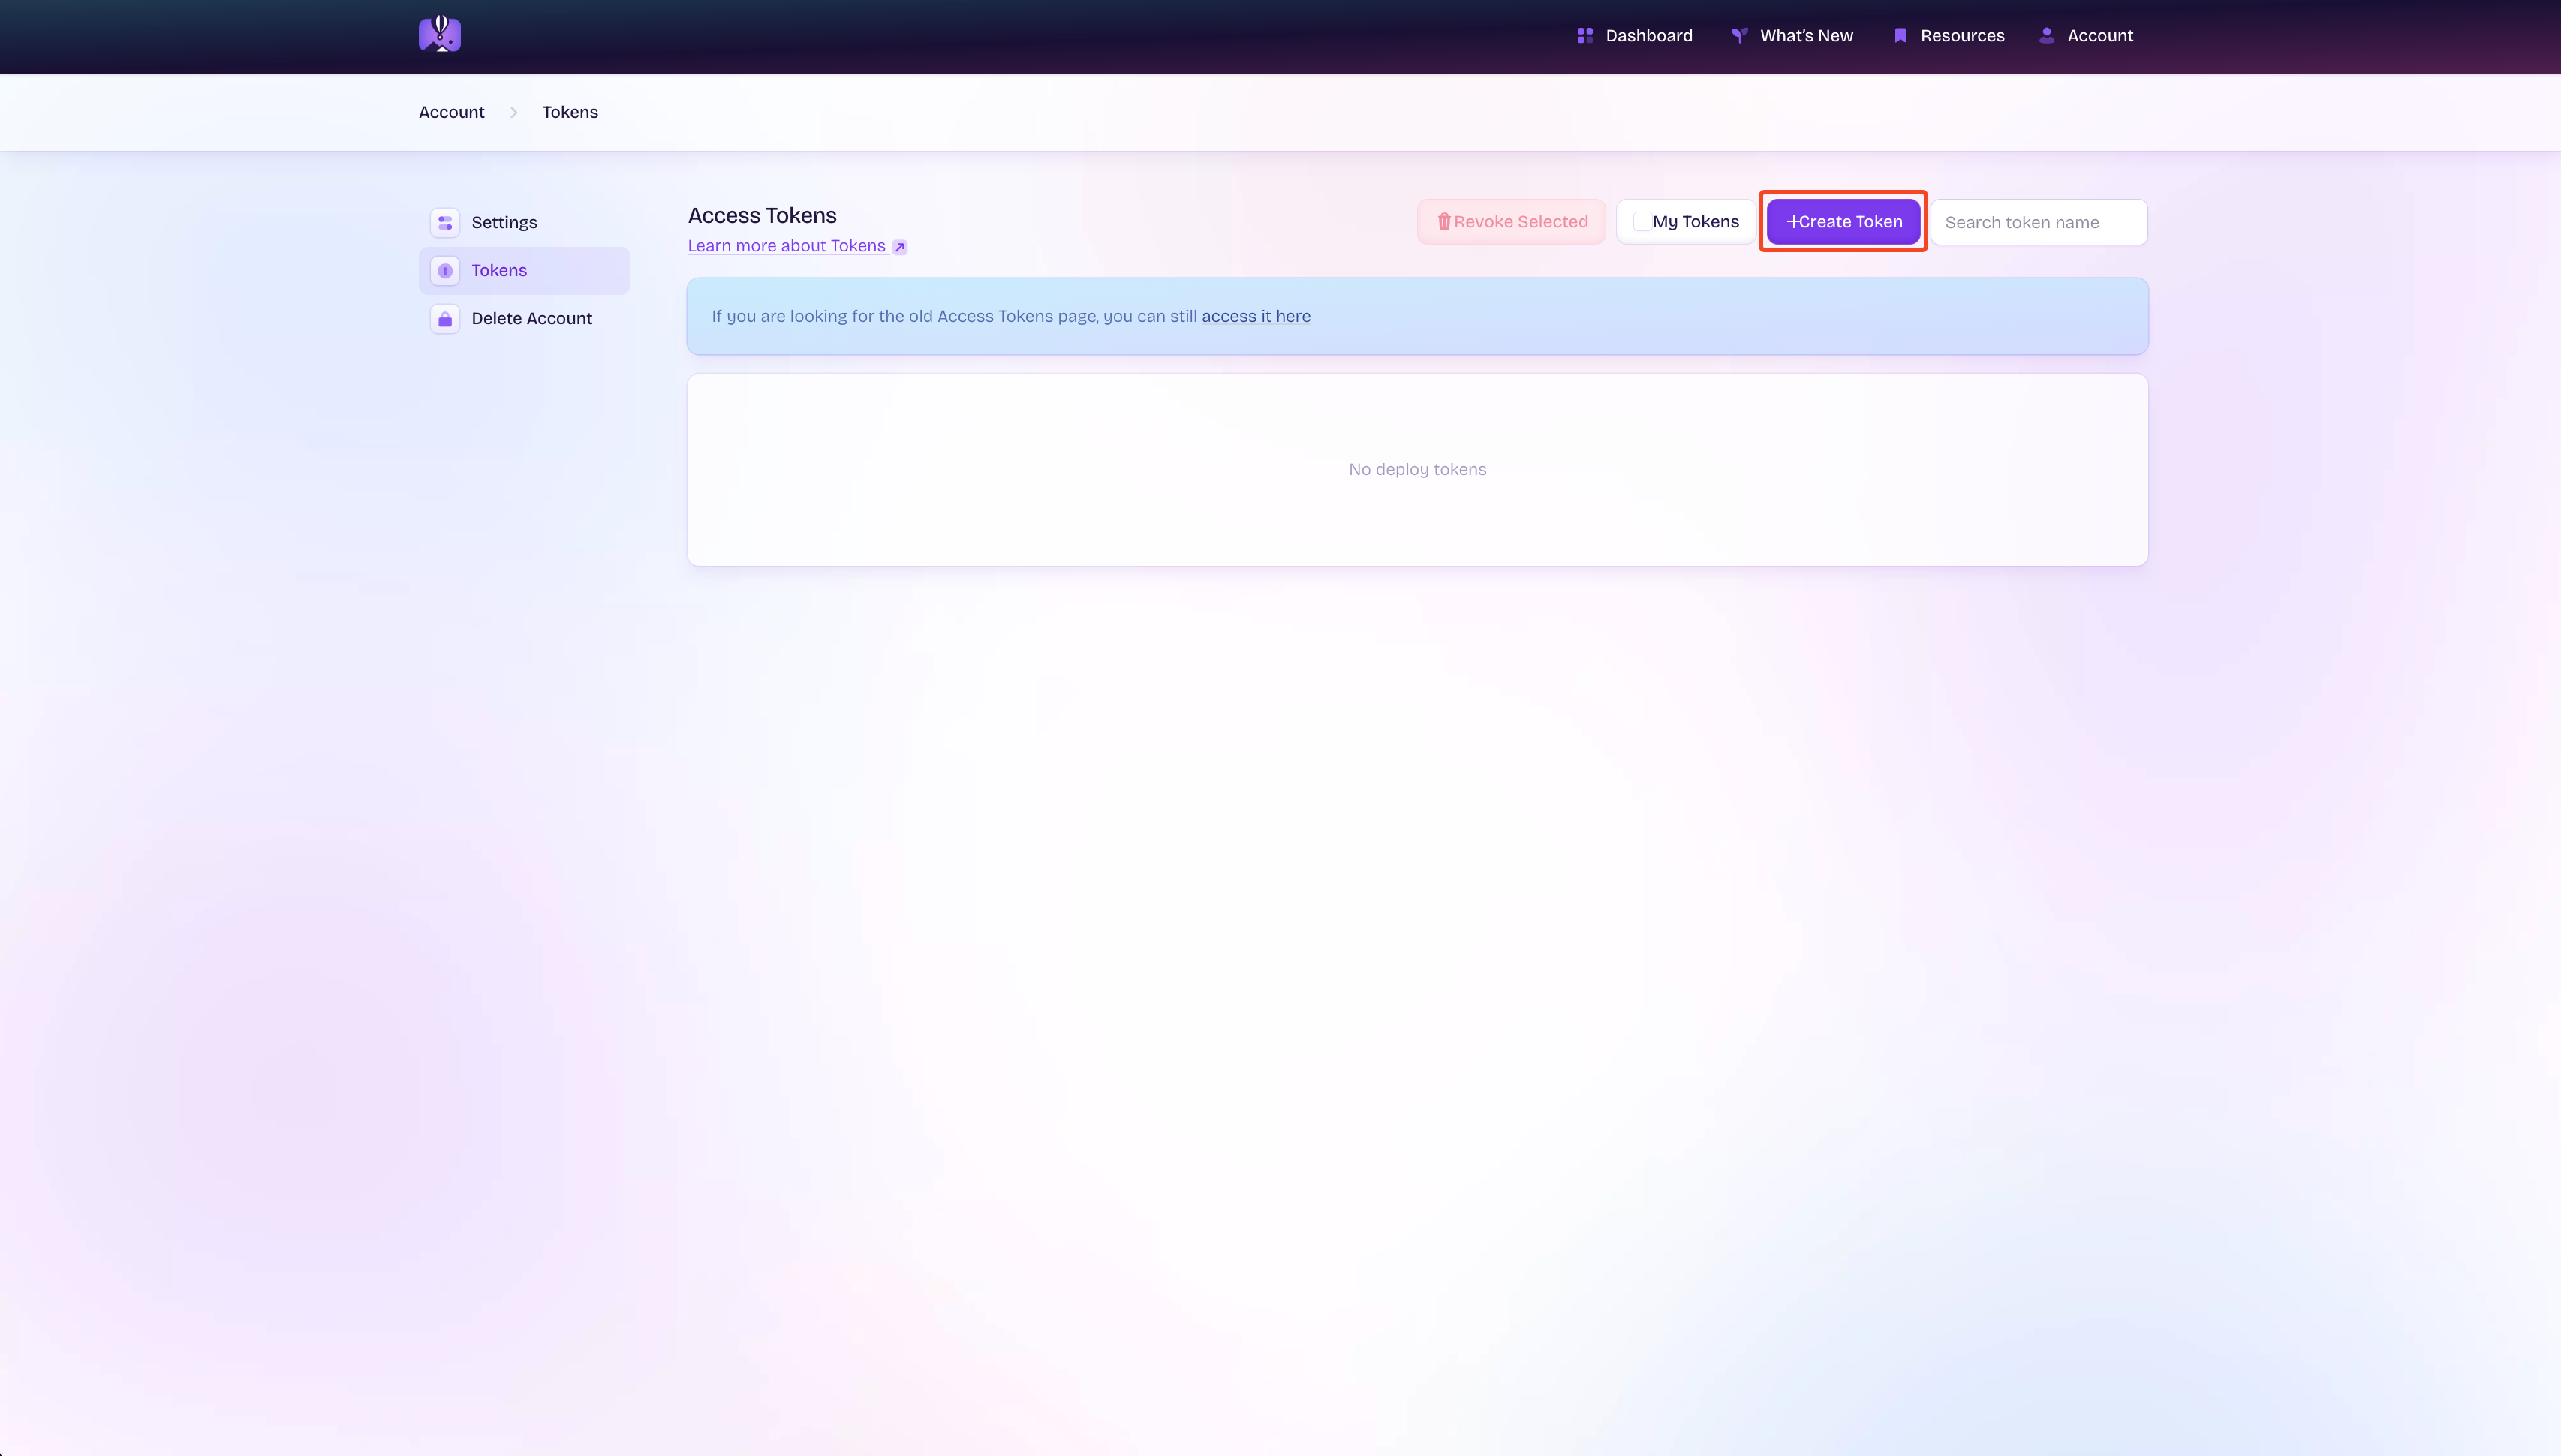 Dashboard
What's New
Resources
Account
Account
Tokens
Settings
Tokens
Delete Account
Access Tokens
Learn more about Tokens
Revoke Selected
My Tokens
Create Token
Search token name
If you are looking for the old Access Tokens page, you can still access it here
No deploy tokens